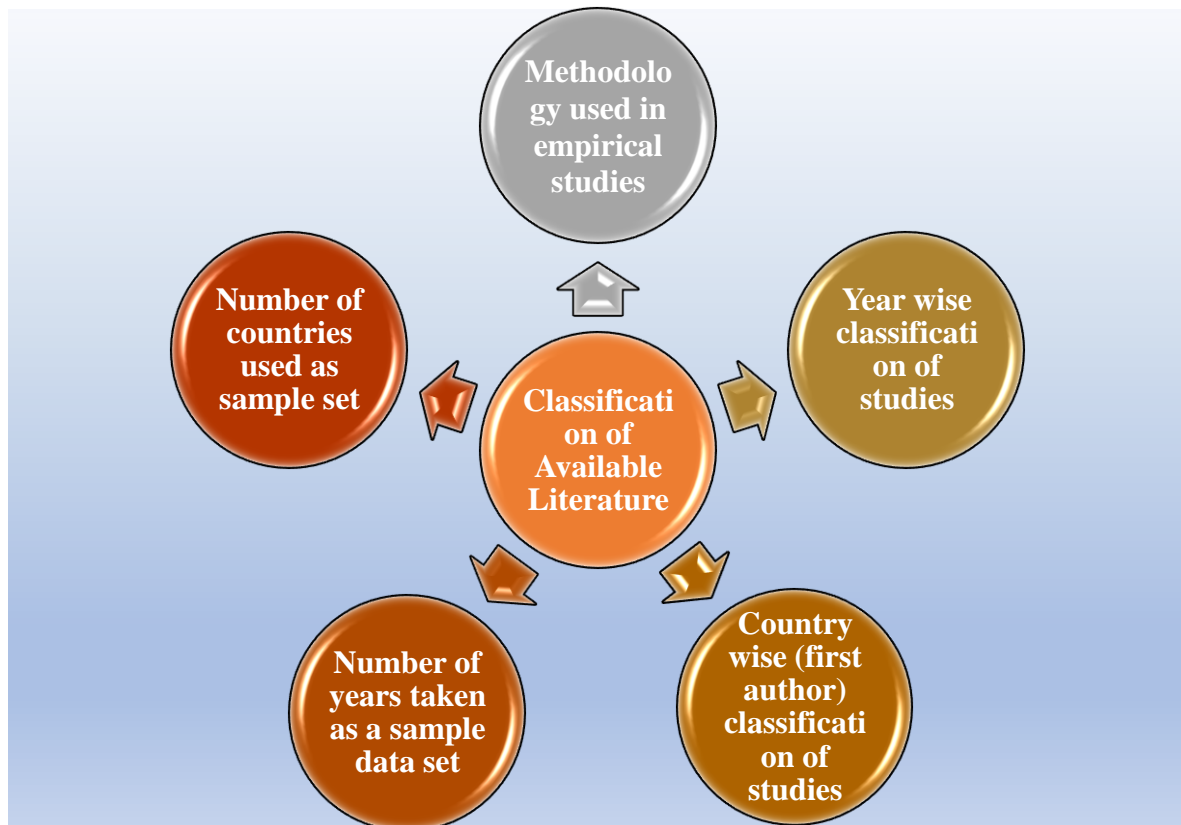 Methodolo
gy used in
empirical
studies
Number of
countries
used as
sample set
Year wise
classificati
on of
studies
Classificati
on of
Available
Literature
Number of
years taken
as a sample
data set
Country
wise (first
author)
classificati
on of
studies